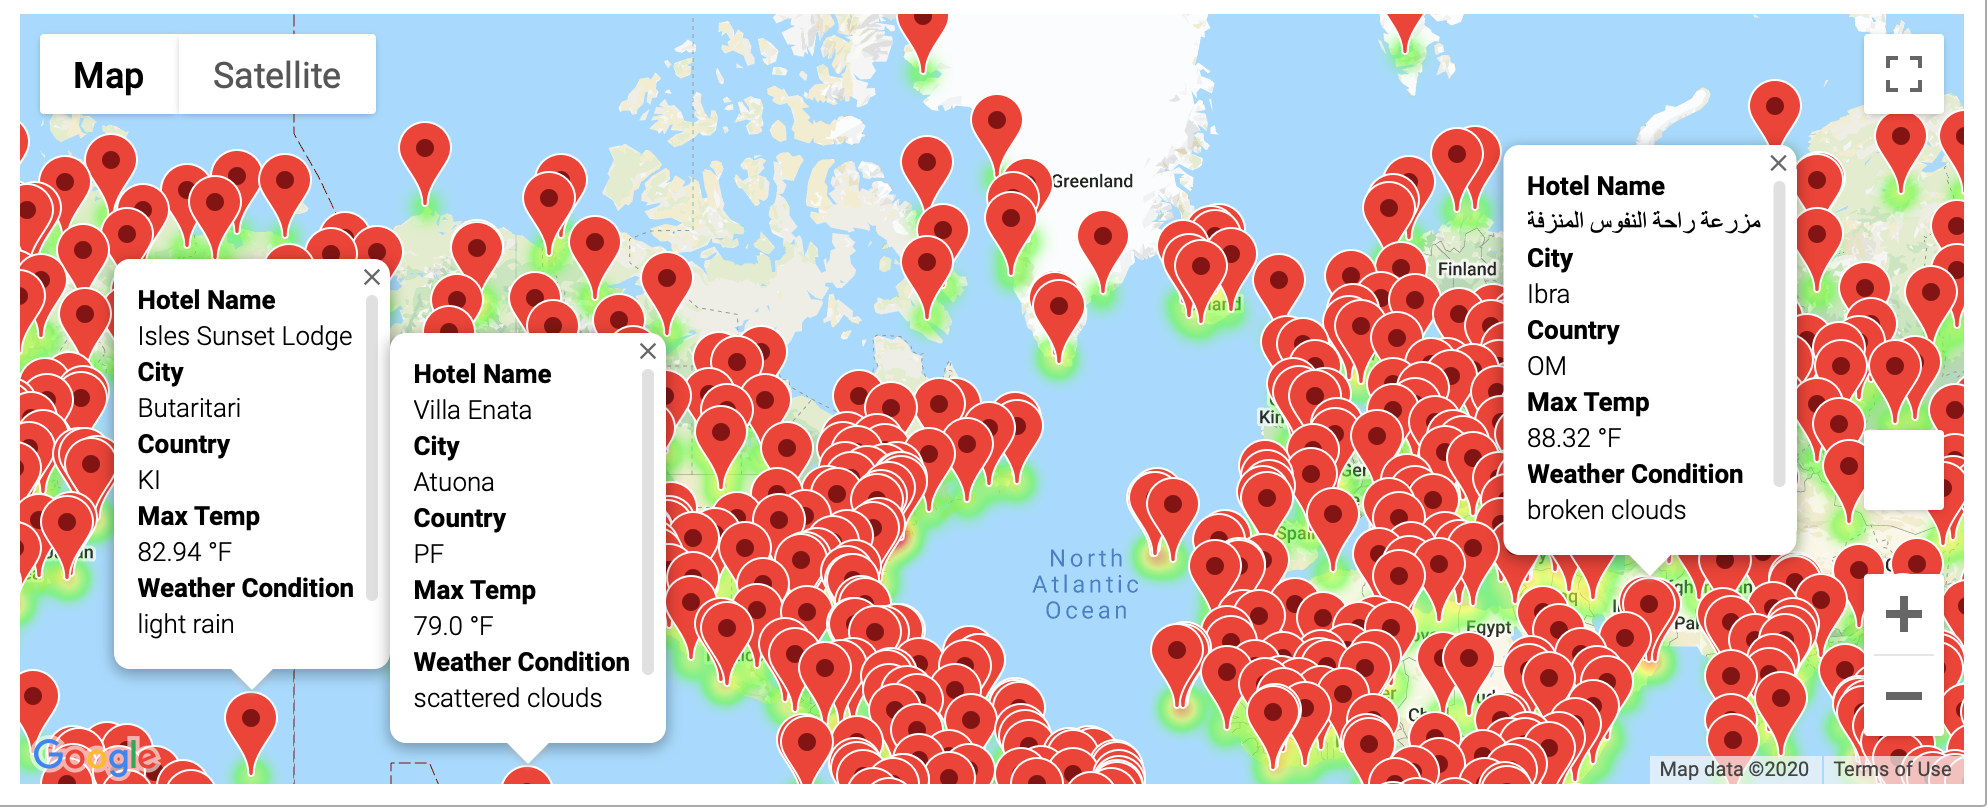 Map
Satellite
Greenland
Finland
Hotel Name
مزرعة راحة النفوس المنزفة
City
Ibra
Country
OM
Max Temp
88.32 °F
Weather Condition
broken clouds
Hotel Name
Isles Sunset Lodge
City
Butaritari
Country
KI
Max Temp
82.94 °F
Weather Condition
light rain
Hotel Name
Villa Enata
City
Atuona
Country
PF
Max Temp
79.0 °F
Weather Condition
scattered clouds
North
Atlantic
Ocean
Egypt
Google
Map data ©2020
Terms of Use